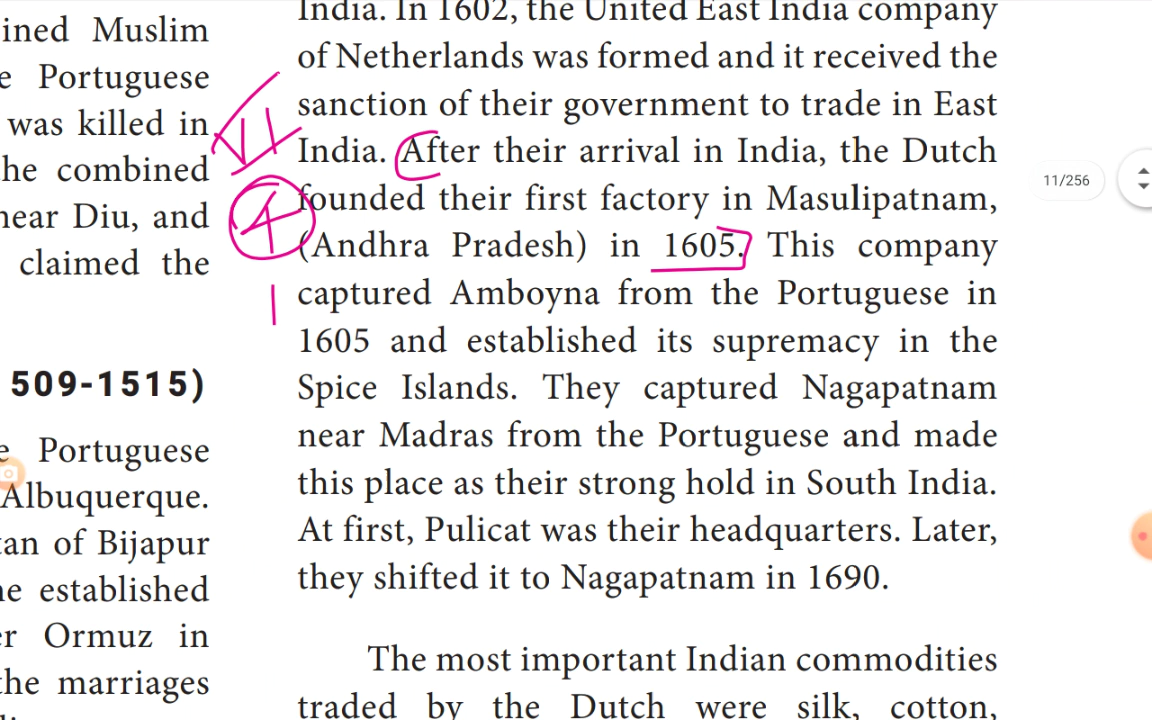 ined Muslim
e Portuguese
was killed in
he combined
near Diu, and
claimed the
509-1515)
e Portuguese
Albuquerque.
tan of Bijapur
e established
er Ormuz in
the marriages
India. In 1602, the United East India company
of Netherlands was formed and it received the
sanction of their government to trade in East
India. After their arrival in India, the Dutch
founded their first factory in Masulipatnam,
(Andhra Pradesh) in 1605. This company
captured Amboyna from the Portuguese in
1605 and established its supremacy in the
Spice Islands. They captured Nagapatnam
near Madras from the Portuguese and made
this place as their strong hold in South India.
At first, Pulicat was their headquarters. Later,
they shifted it to Nagapatnam in 1690.
The most important Indian commodities
traded by the Dutch were silk, cotton,
11/256